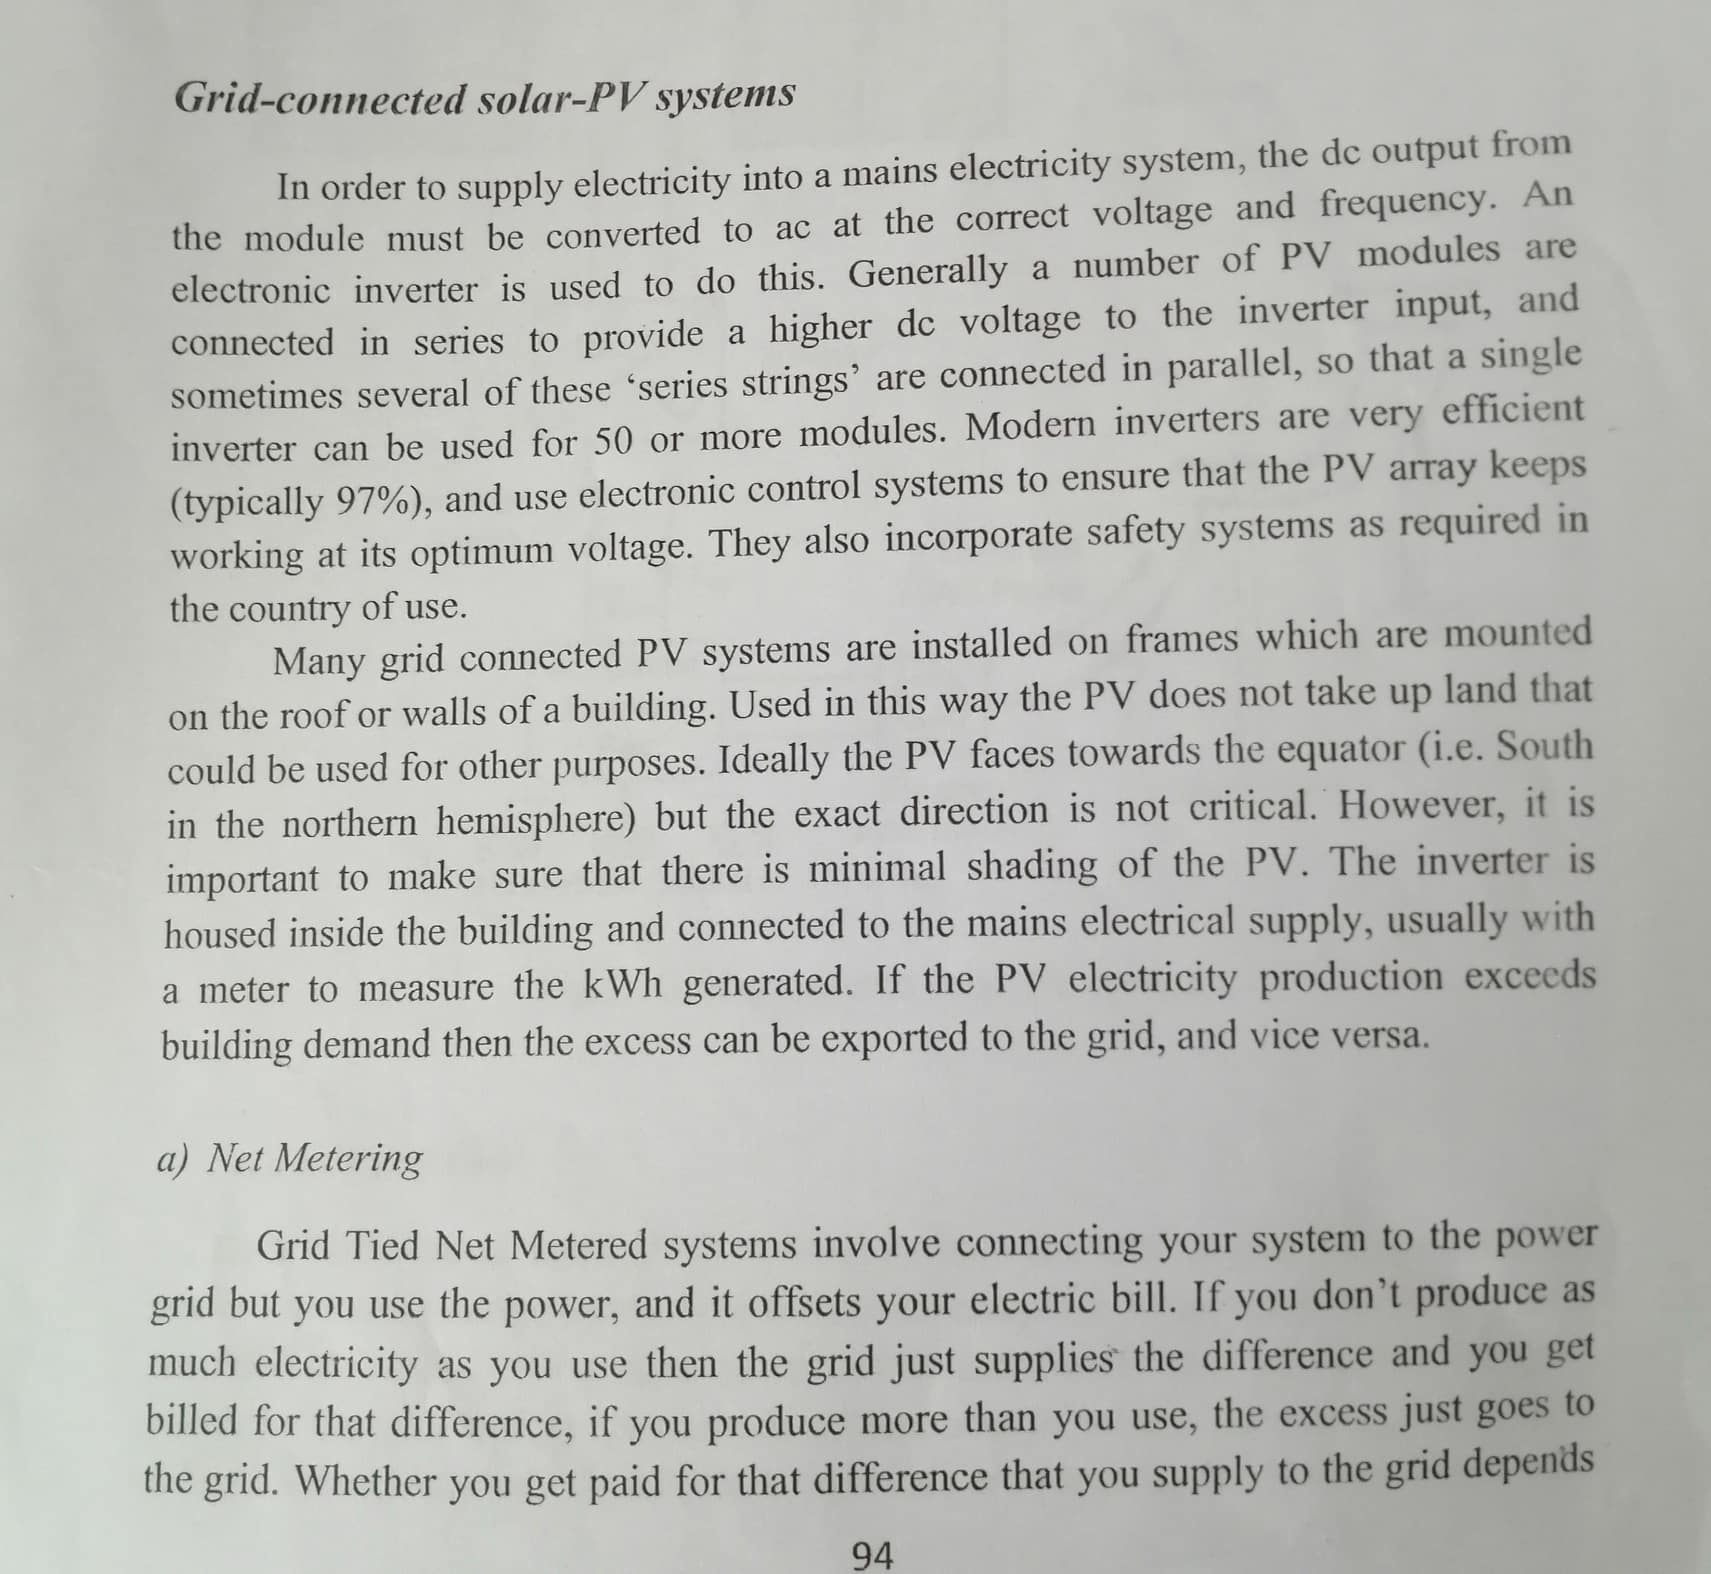 Grid-connected solar-PV systems
In order to supply electricity into a mains electricity system, the dc output from
the module must be converted to ac at the correct voltage and frequency. An
electronic inverter is used to do this. Generally a number of PV modules are
connected in series to provide a higher dc voltage to the inverter input, and
sometimes several of these ‘series strings’ are connected in parallel, so that a single
inverter can be used for 50 or more modules. Modern inverters are very efficient
(typically 97%), and use electronic control systems to ensure that the PV array keeps
working at its optimum voltage. They also incorporate safety systems as required in
the country of use.
Many grid connected PV systems are installed on frames which are mounted
on the roof or walls of a building. Used in this way the PV does not take up land that
could be used for other purposes. Ideally the PV faces towards the equator (i.e. South
in the northern hemisphere) but the exact direction is not critical. However, it is
important to make sure that there is minimal shading of the PV. The inverter is
housed inside the building and connected to the mains electrical supply, usually with
a meter to measure the kWh generated. If the PV electricity production exceeds
building demand then the excess can be exported to the grid, and vice versa.
a) Net Metering
Grid Tied Net Metered systems involve connecting your system to the power
grid but you use the power, and it offsets your electric bill. If you don’t produce as
much electricity as you use then the grid just supplies the difference and you get
billed for that difference, if you produce more than you use, the excess just goes to
the grid. Whether you get paid for that difference that you supply to the grid depends
94